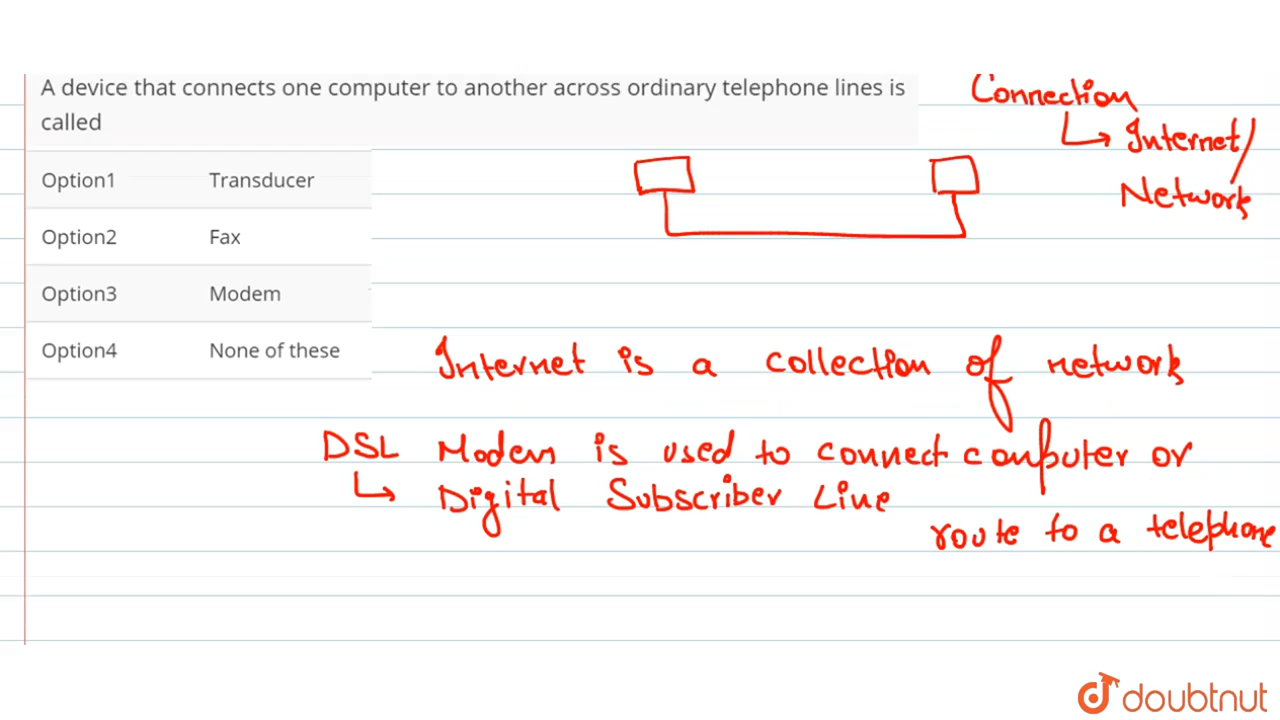 A device that connects one computer to another across ordinary telephone lines is
called
Option1 Transducer
Option2 Fax
Option3 Modem
Option4 None of these
Connection
Internet/
Network
Internet is a collection of network
DSL Modem is used to connect computer or
Digital Subscriber Line
route to a telephone
doubtnut